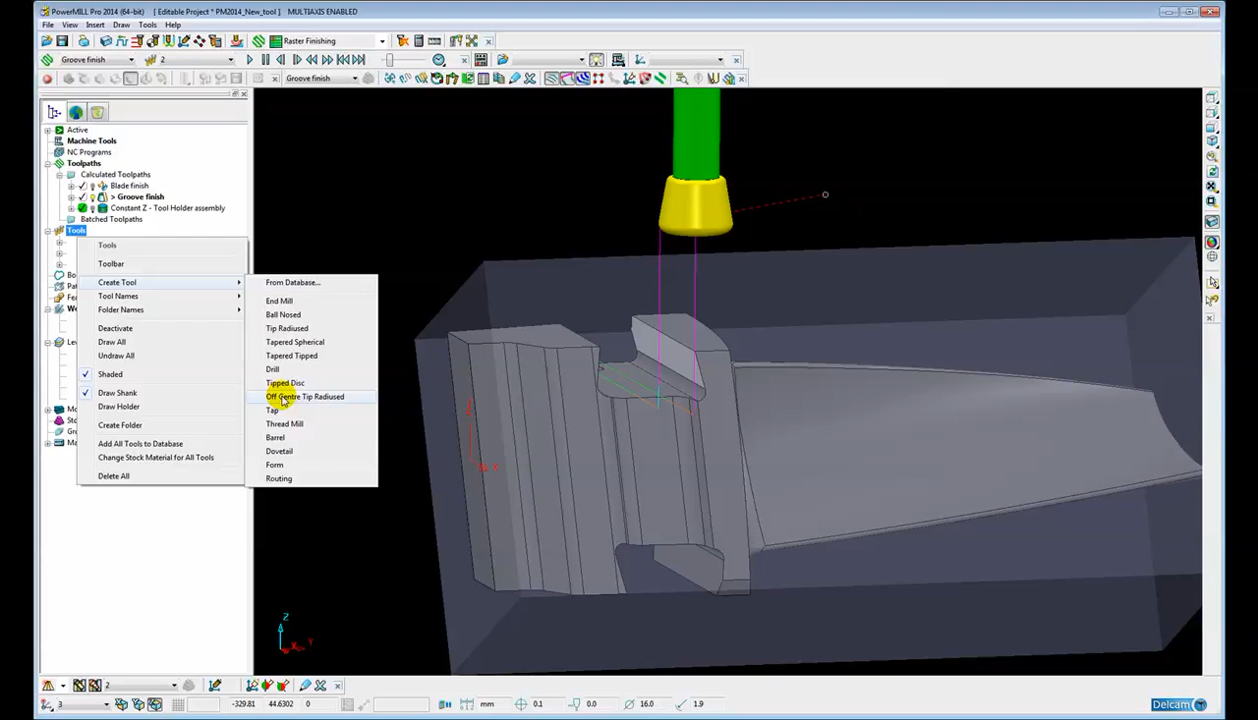 PowerMILL Pro 2014 (64-bit) [ Editable Project * PM2014_New_tool ] MULTIAXIS ENABLED
File View Insert Draw Tools Help
Raster Finishing
Groove finish 2
Groove finish
Active
Machine Tools
NC Programs
Toolpaths
Calculated Toolpaths
Blade finish
> Groove finish
Constant Z - Tool Holder assembly
Batched Toolpaths
Tools
Tools
Toolbar
Create Tool
Tool Names
Folder Names
Deactivate
Draw All
Undraw All
Shaded
Draw Shank
Draw Holder
Create Folder
Add All Tools to Database
Change Stock Material for All Tools
Delete All
From Database...
End Mill
Ball Nosed
Tip Radiused
Tapered Spherical
Tapered Tipped
Drill
Tipped Disc
Off Centre Tip Radiused
Tap
Thread Mill
Barrel
Dovetail
Form
Routing
Z
X
Y
2
3 -329.81 44.6302 0 mm 0.1 0.0 16.0 1.9
Delcam